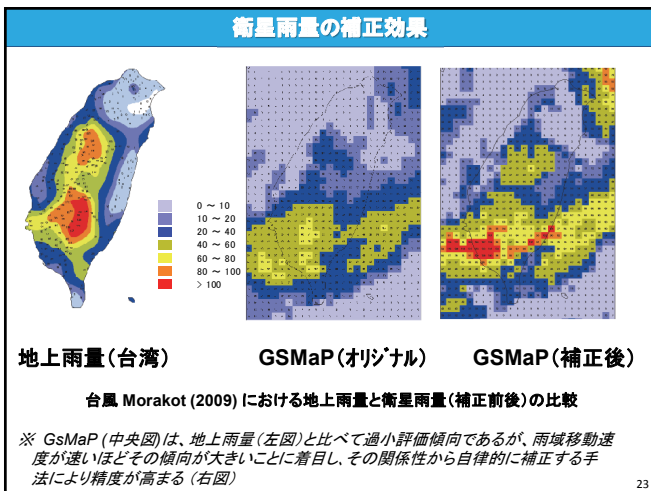 衛星雨量の補正効果
0 ～ 10
10 ～ 20
20 ～ 40
40 ～ 60
60 ～ 80
80 ～ 100
> 100
地上雨量(台湾)
GSMaP(オリジナル)
GSMaP(補正後)
台風 Morakot (2009) における地上雨量と衛星雨量(補正前後)の比較
※ GsMaP (中央図)は、地上雨量(左図)と比べて過小評価傾向であるが、雨域移動速
度が速いほどその傾向が大きいことに着目し、その関係性から自律的に補正する手
法により精度が高まる (右図)
23